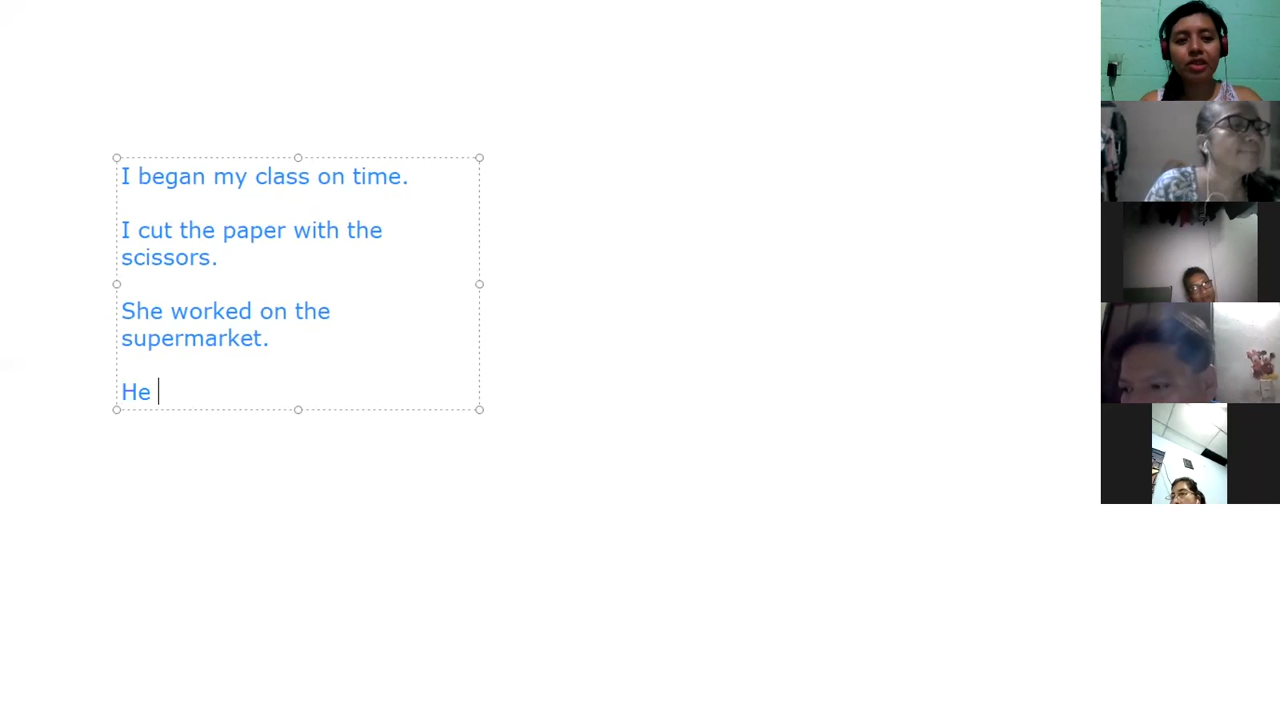 I began my class on time.
I cut the paper with the
scissors.
She worked on the
supermarket.
He